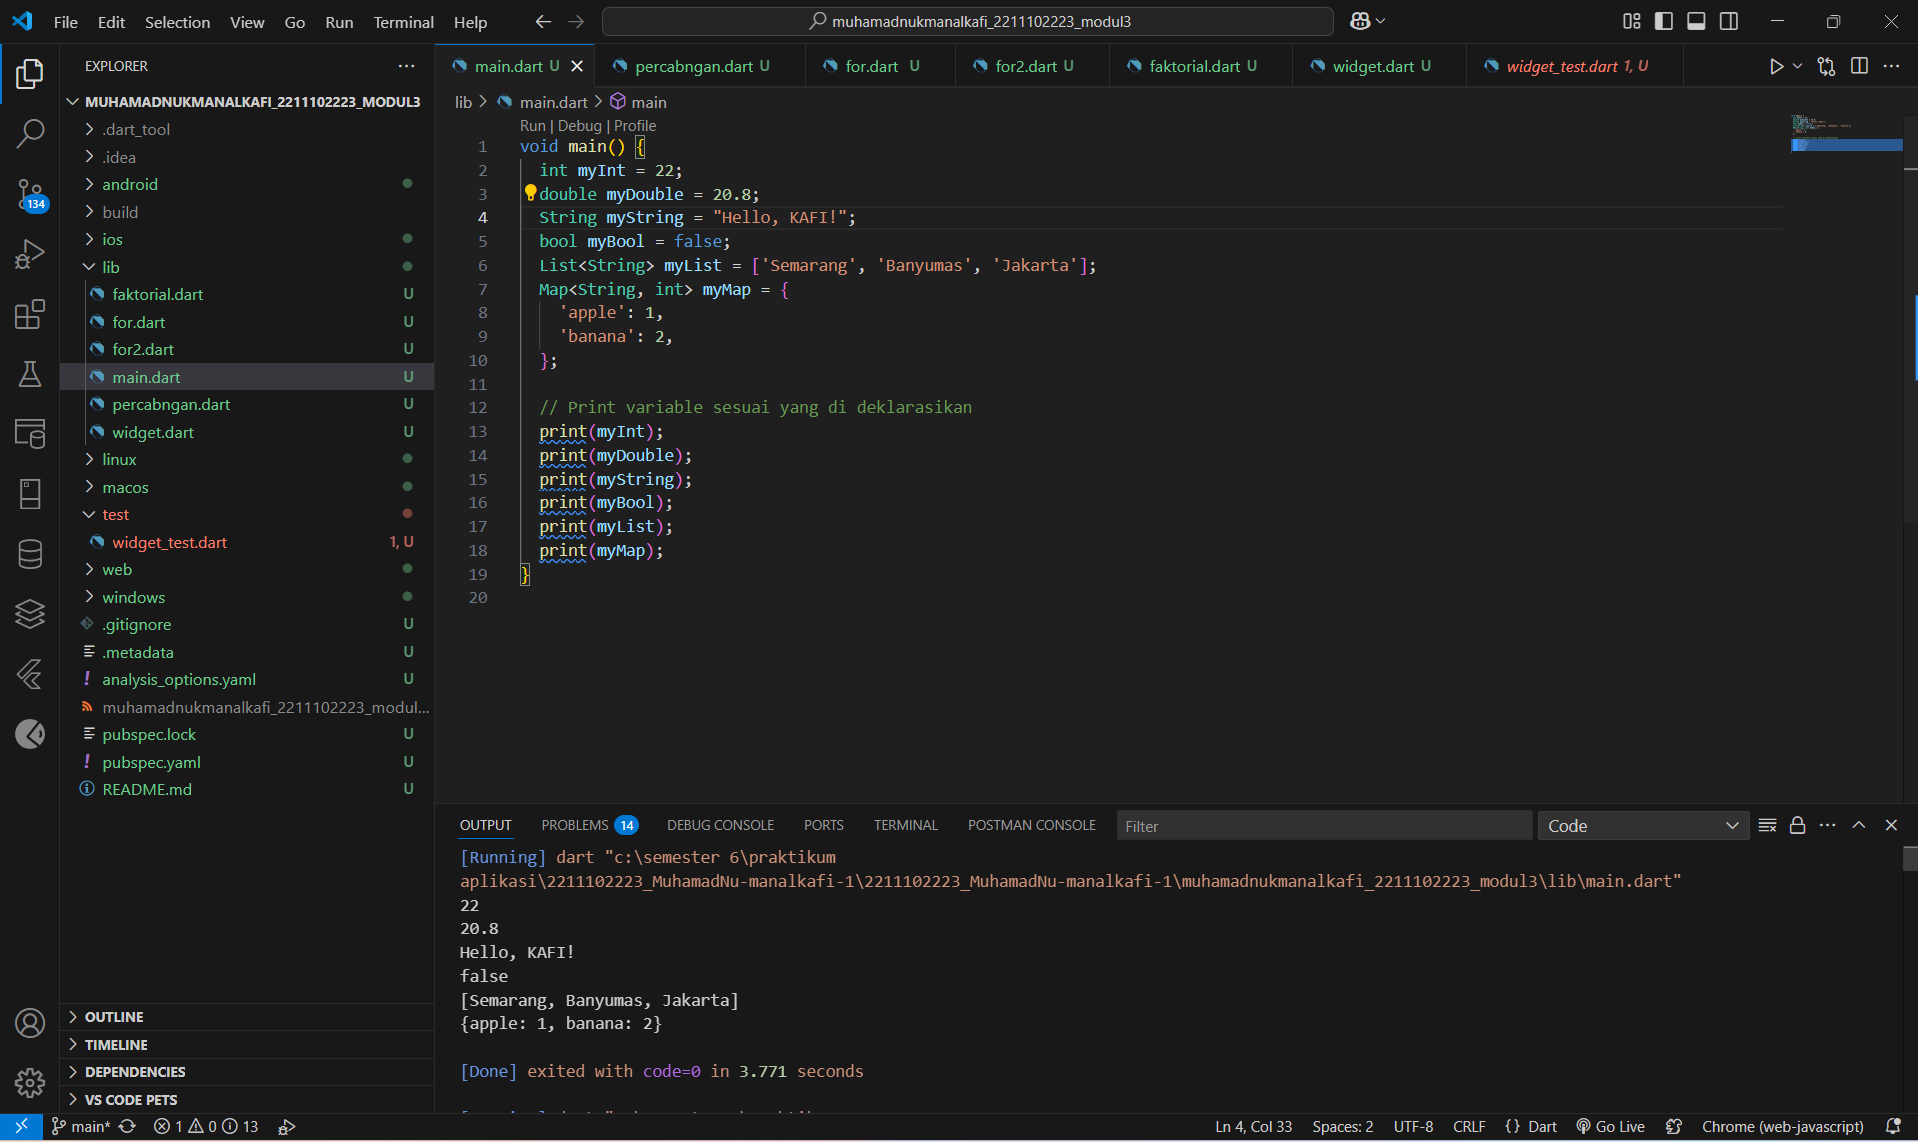 File Edit Selection View Go Run Terminal Help
muhamadnukmanalkafi_2211102223_modul3
EXPLORER
main.dart U
percabngan.dart U
for.dart U
for2.dart U
faktorial.dart U
widget.dart U
widget_test.dart 1, U
MUHAMADNUKMANALKAFI_2211102223_MODUL3
.dart_tool
.idea
android
134
build
ios
lib
faktorial.dart U
for.dart U
for2.dart U
main.dart U
percabngan.dart U
widget.dart U
linux
macos
test
widget_test.dart 1, U
web
windows
.gitignore U
.metadata U
analysis_options.yaml U
muhamadnukmanalkafi_2211102223_modul...
pubspec.lock U
pubspec.yaml U
README.md U
OUTLINE
TIMELINE
DEPENDENCIES
VS CODE PETS
lib > main.dart > main
Run | Debug | Profile
1 void main() {
2 int myInt = 22;
3 double myDouble = 20.8;
4 String myString = "Hello, KAFI!";
5 bool myBool = false;
6 List<String> myList = ['Semarang', 'Banyumas', 'Jakarta'];
7 Map<String, int> myMap = {
8 'apple': 1,
9 'banana': 2,
10 };
11
12 // Print variable sesuai yang di deklarasikan
13 print(myInt);
14 print(myDouble);
15 print(myString);
16 print(myBool);
17 print(myList);
18 print(myMap);
19 }
20
OUTPUT PROBLEMS 14 DEBUG CONSOLE PORTS TERMINAL POSTMAN CONSOLE Filter Code
[Running] dart "c:\semester 6\praktikum
aplikasi\2211102223_MuhamadNu-manalkafi-1\2211102223_MuhamadNu-manalkafi-1\muhamadnukmanalkafi_2211102223_modul3\lib\main.dart"
22
20.8
Hello, KAFI!
false
[Semarang, Banyumas, Jakarta]
{apple: 1, banana: 2}
[Done] exited with code=0 in 3.771 seconds
main* 1 0 13 Ln 4, Col 33 Spaces: 2 UTF-8 CRLF {} Dart Go Live Chrome (web-javascript)